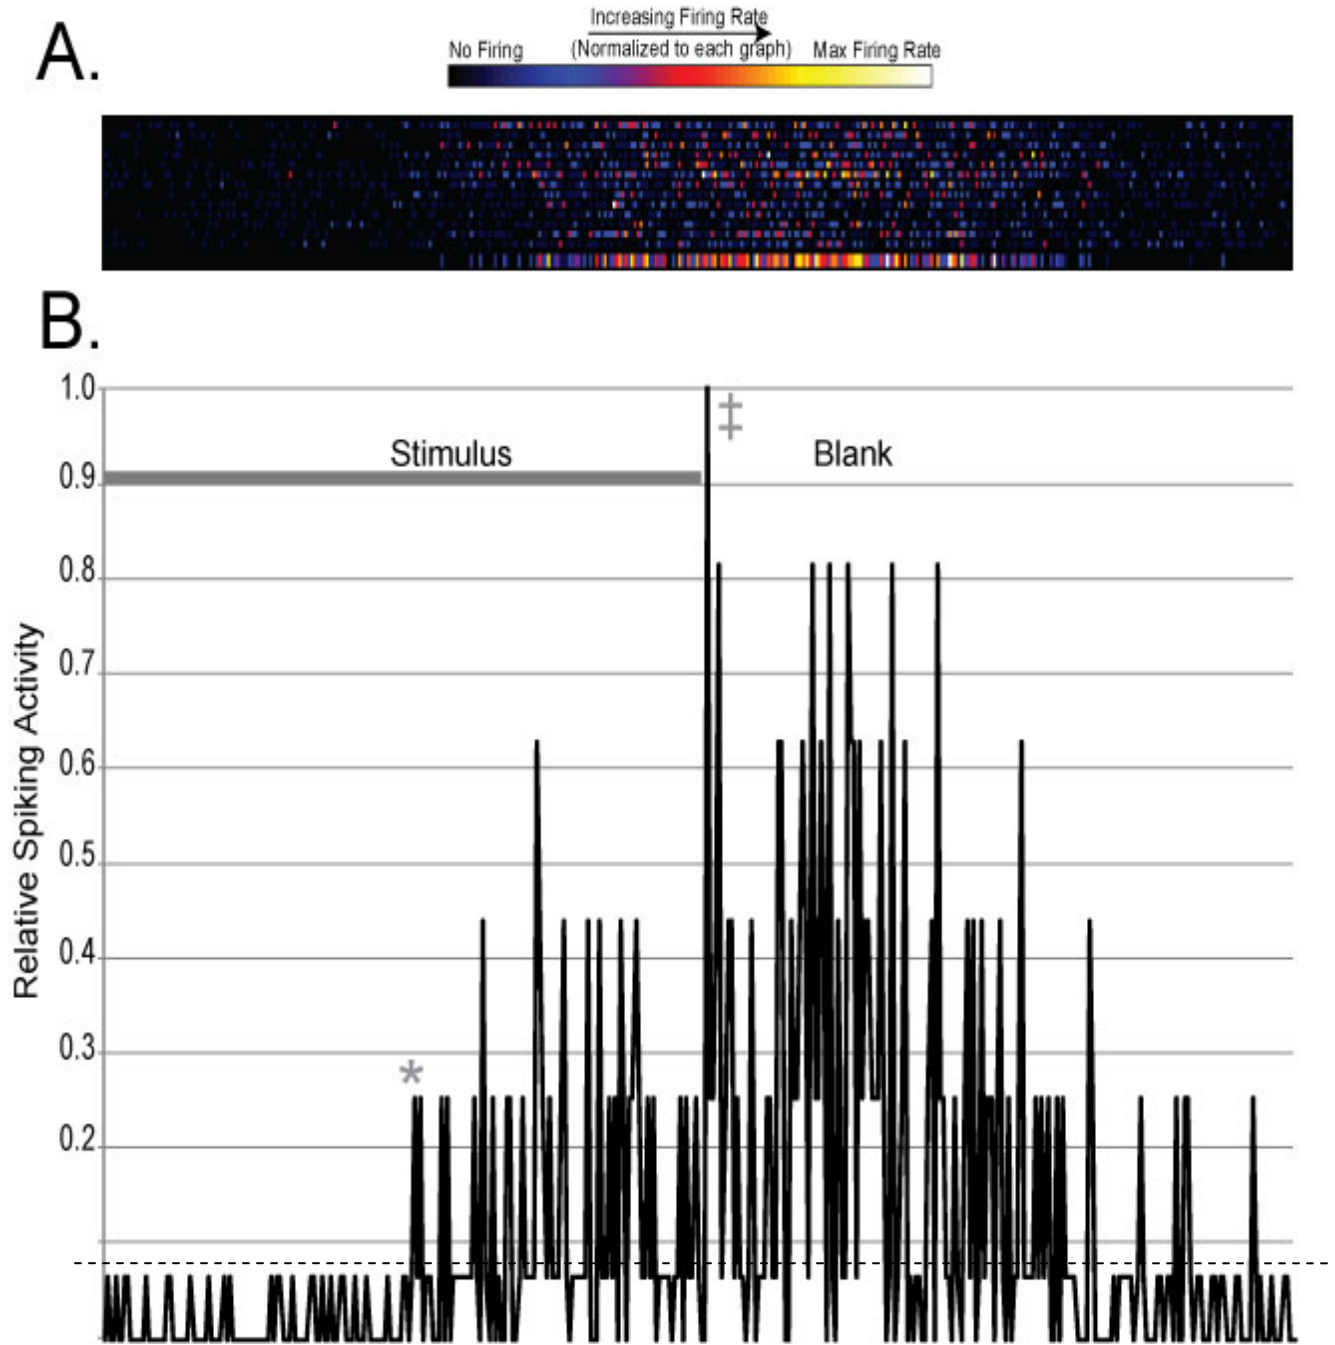 A.
Increasing Firing Rate
No Firing (Normalized to each graph) Max Firing Rate
B.
1.0
‡
Stimulus Blank
0.9
0.8
0.7
0.6
0.5
0.4
0.3
*
0.2
Relative Spiking Activity